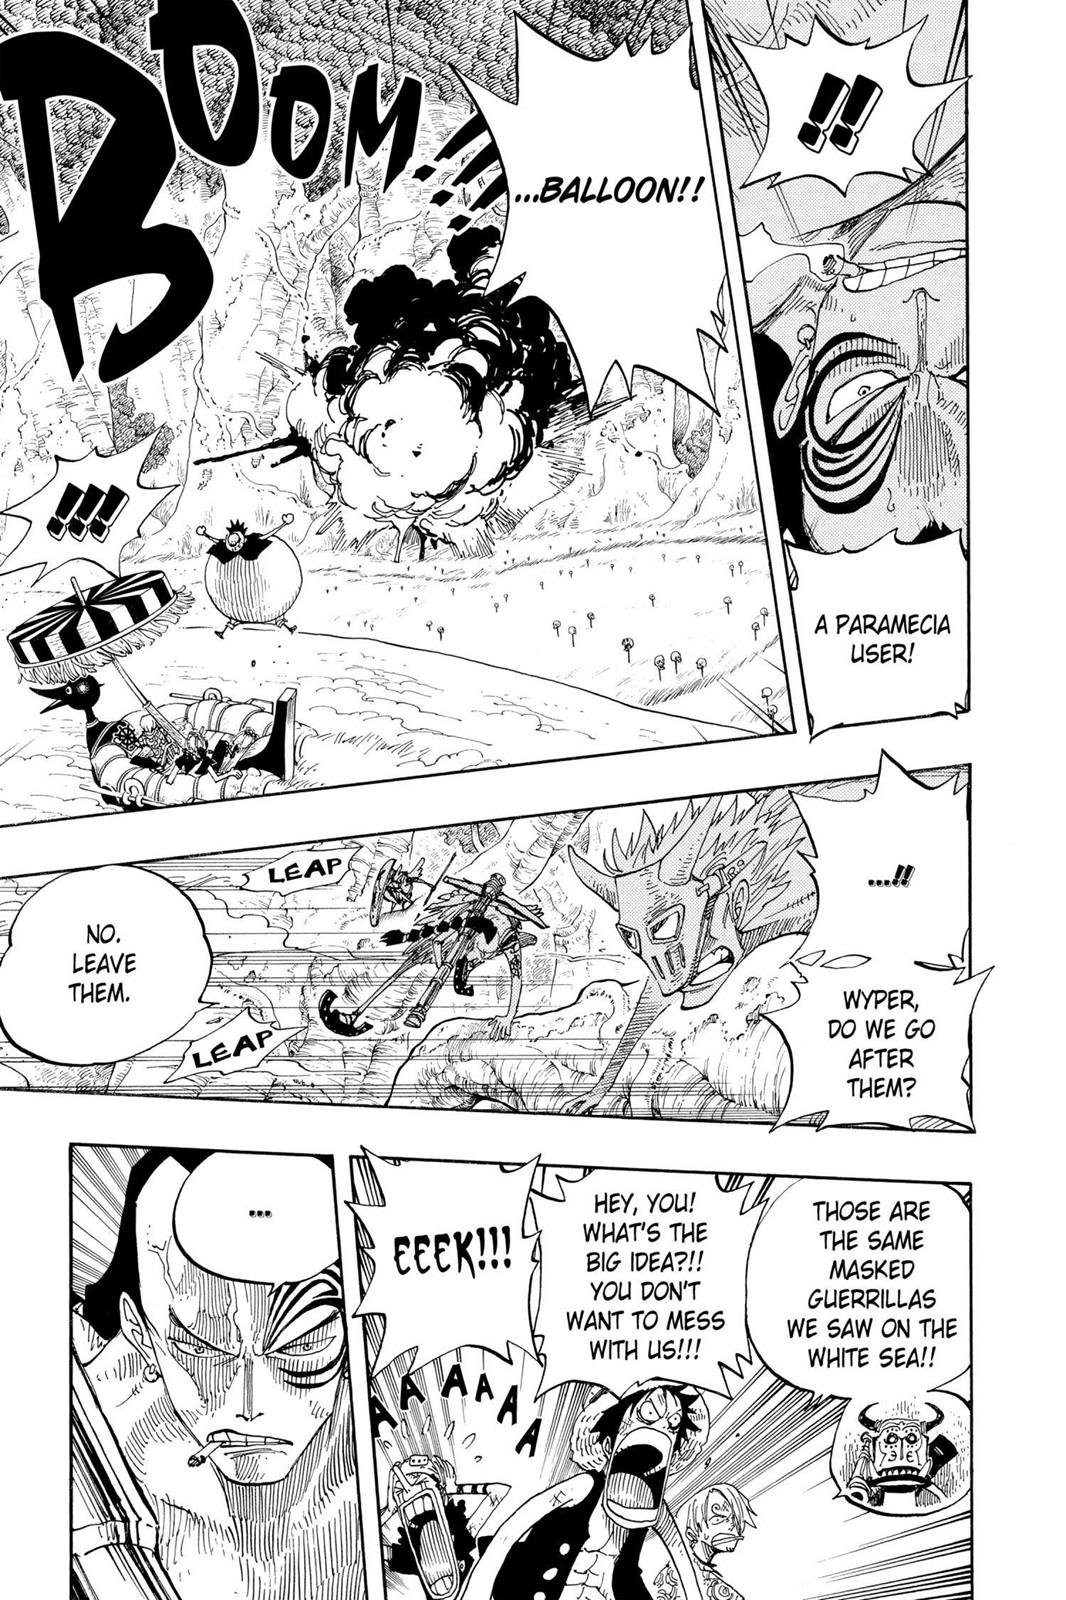 !!
A PARAMECIA
USER!
...BALLOON!!
BOOM...!!!
!!!
...!!
WYPER,
DO WE GO
AFTER
THEM?
LEAP
LEAP
NO.
LEAVE
THEM.
THOSE ARE
THE SAME
MASKED
GUERRILLAS
WE SAW ON THE
WHITE SEA!!
HEY, YOU!
WHAT'S THE
BIG IDEA?!!
YOU DON'T
WANT TO MESS
WITH US!!!
EEEK!!!
AAAAAA
...